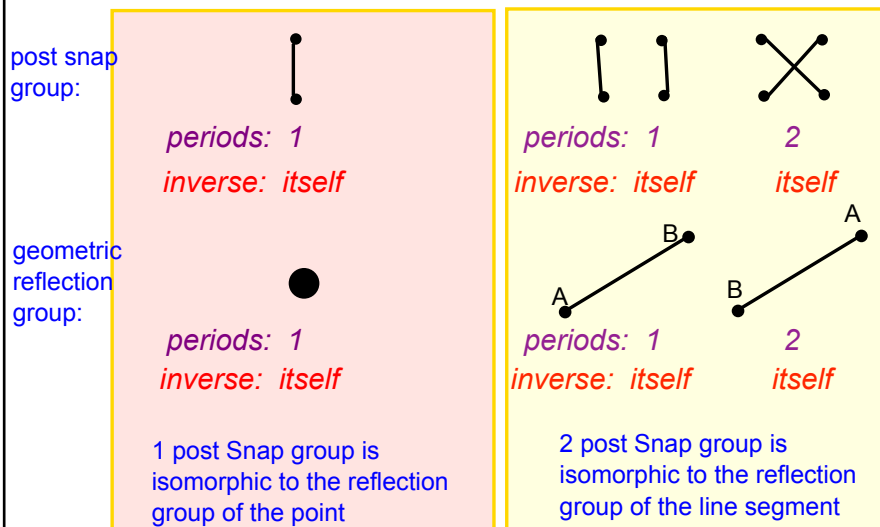 post snap
group:
periods: 1
inverse: itself
periods: 1 2
inverse: itself itself
geometric
reflection
group:
periods: 1
inverse: itself
A B B A
periods: 1 2
inverse: itself itself
1 post Snap group is
isomorphic to the reflection
group of the point
2 post Snap group is
isomorphic to the reflection
group of the line segment